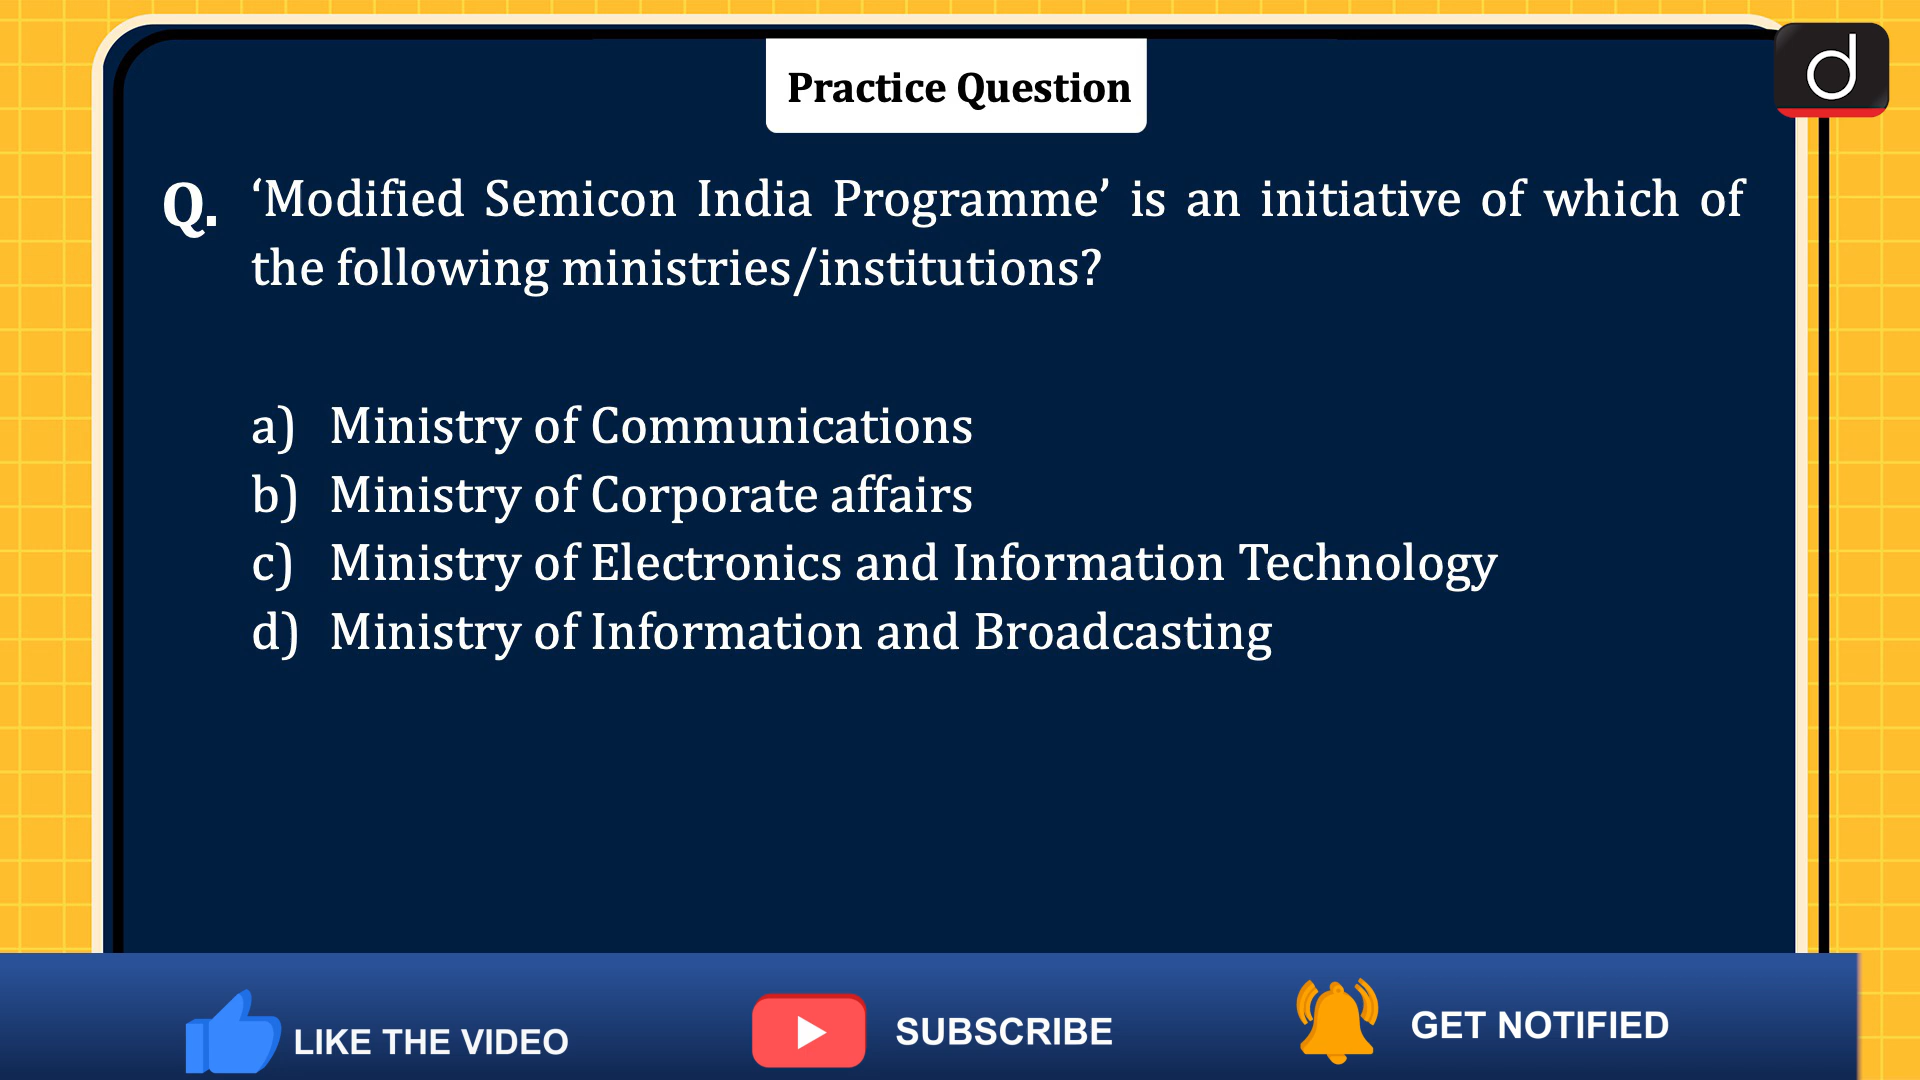 Practice Question
Q. ‘Modified Semicon India Programme’ is an initiative of which of
the following ministries/institutions?
a) Ministry of Communications
b) Ministry of Corporate affairs
c) Ministry of Electronics and Information Technology
d) Ministry of Information and Broadcasting
LIKE THE VIDEO
SUBSCRIBE
GET NOTIFIED